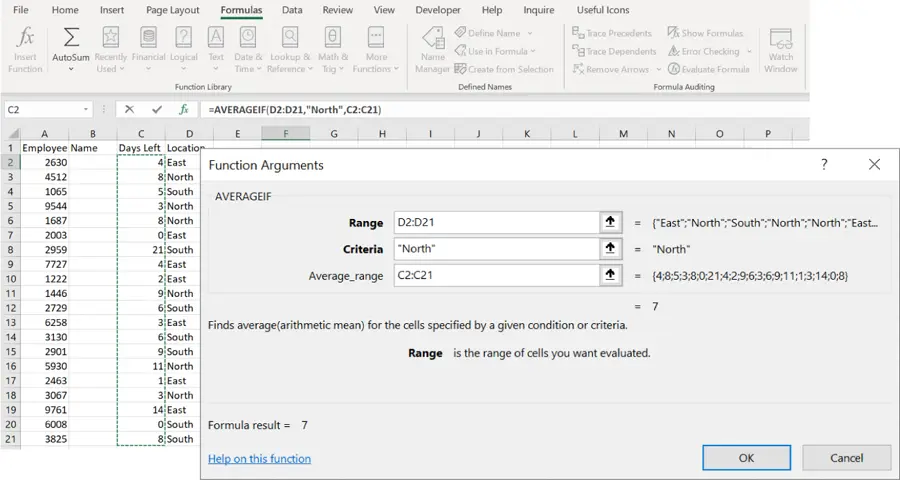 File Home Insert Page Layout Formulas Data Review View Developer Help Inquire Useful Icons
fx Σ ? A θ ...
Insert Function AutoSum Recently Used Financial Logical Text Date & Time Lookup & Reference Math & Trig More Functions
Name Manager Define Name Use in Formula Create from Selection
Trace Precedents Trace Dependents Remove Arrows Show Formulas Error Checking Evaluate Formula Watch Window
Function Library Defined Names Formula Auditing
C2 fx =AVERAGEIF(D2:D21,"North",C2:C21)
A B C D E F G H I J K L M N O P
1 Employee Name Days Left Location
2 2630 4 East
3 4512 8 North
4 1065 5 South
5 9544 3 North
6 1687 8 North
7 2003 0 East
8 2959 21 South
9 7727 4 East
10 1222 2 East
11 1446 9 North
12 2729 6 South
13 6258 3 East
14 3130 6 South
15 2901 9 South
16 5930 11 North
17 2463 1 East
18 3067 3 North
19 9761 14 East
20 6008 0 South
21 3825 8 South
Function Arguments ?
AVERAGEIF
Range D2:D21 = {"East";"North";"South";"North";"North";"East...
Criteria "North" = "North"
Average_range C2:C21 = {4;8;5;3;8;0;21;4;2;9;6;3;6;9;11;1;3;14;0;8}
= 7
Finds average(arithmetic mean) for the cells specified by a given condition or criteria.
Range is the range of cells you want evaluated.
Formula result = 7
Help on this function OK Cancel